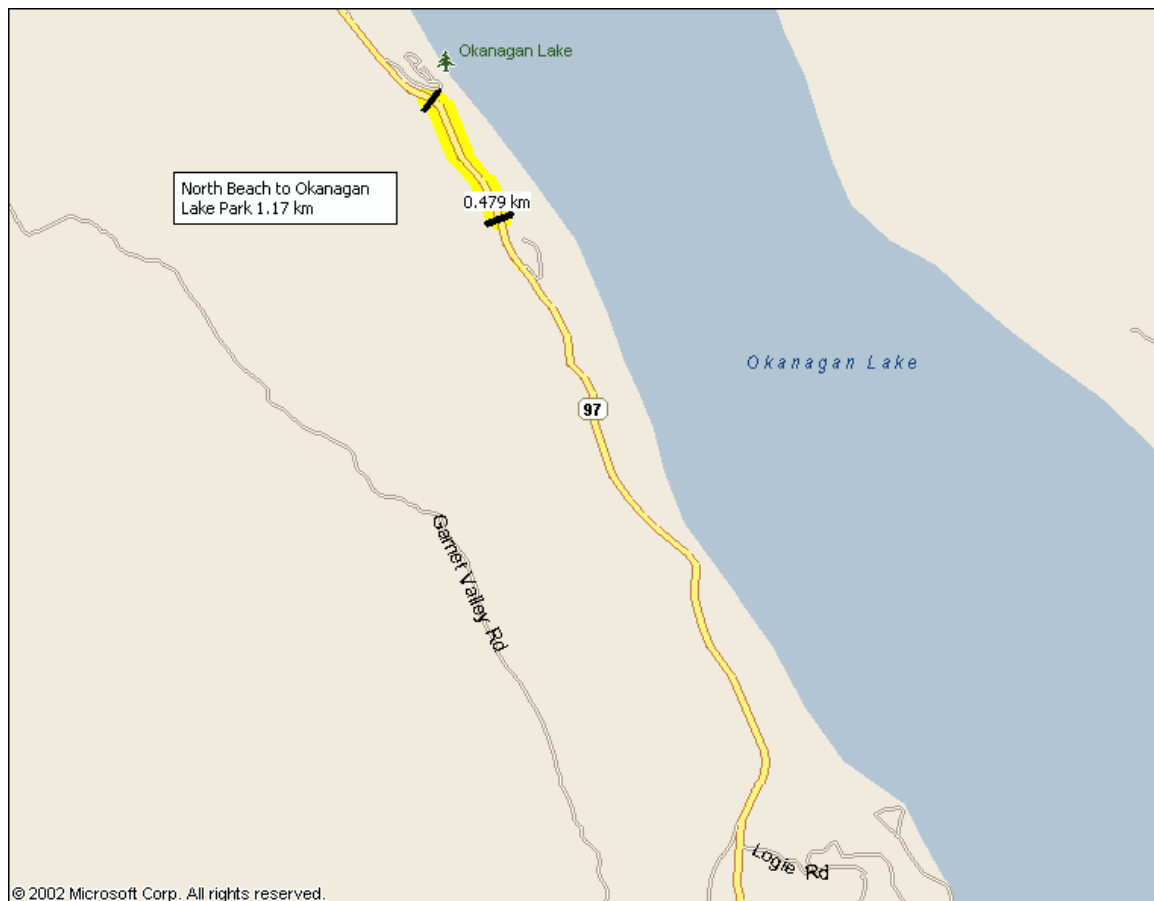 Okanagan Lake
North Beach to Okanagan
Lake Park 1.17 km
0.479 km
Okanagan Lake
97
Garnet Valley Rd
Logie Rd
© 2002 Microsoft Corp. All rights reserved.